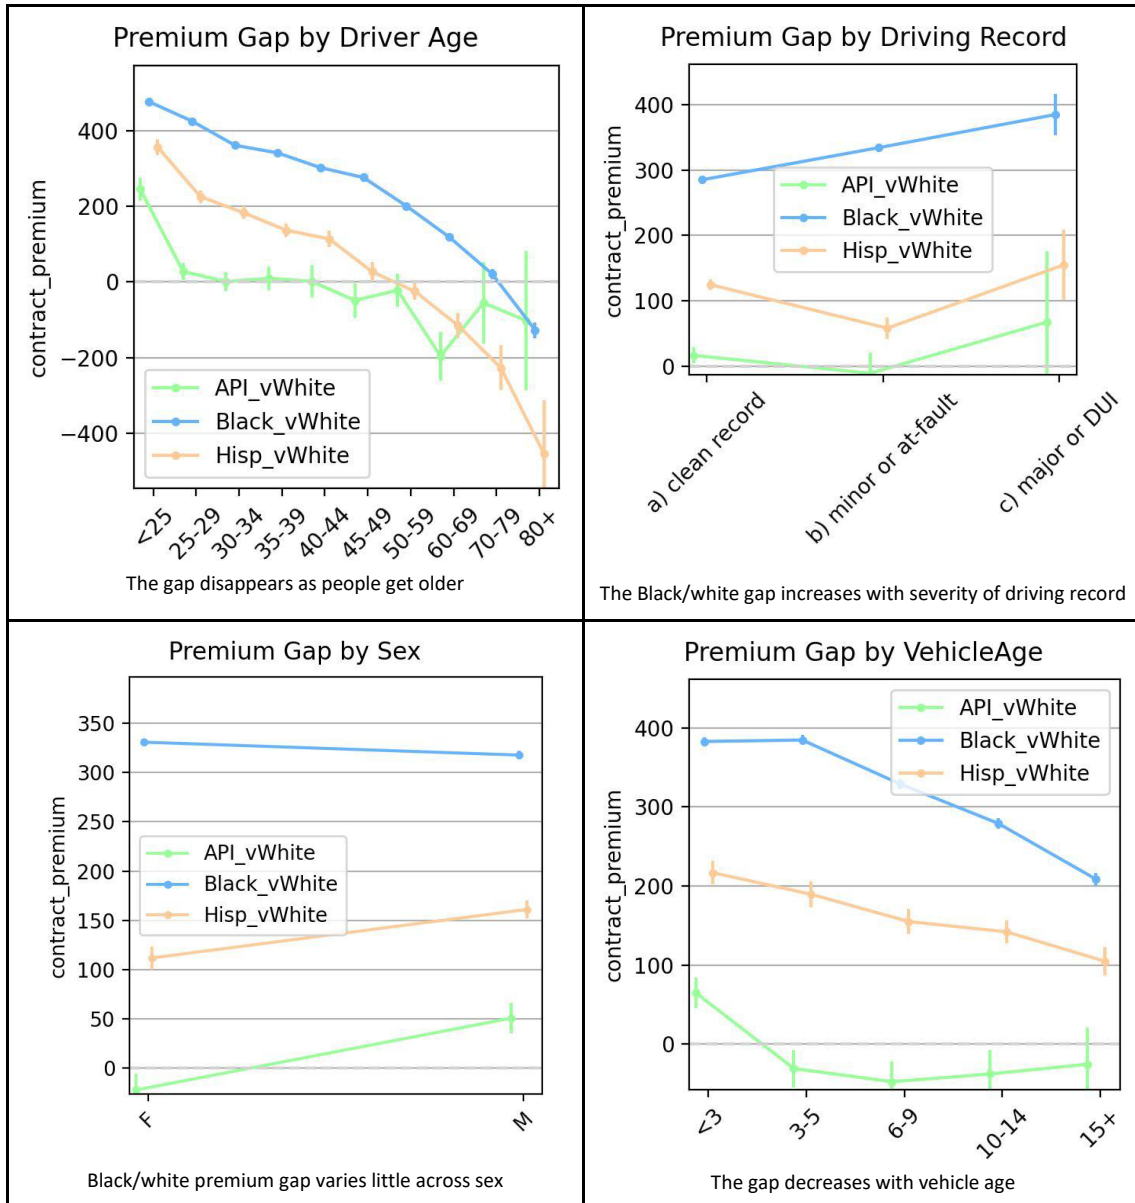 Premium Gap by Driver Age
contract_premium
400
200
0
−200
−400
API_vWhite
Black_vWhite
Hisp_vWhite
<25
25-29
30-34
35-39
40-44
45-49
50-59
60-69
70-79
80+
The gap disappears as people get older
Premium Gap by Driving Record
contract_premium
400
300
200
100
0
API_vWhite
Black_vWhite
Hisp_vWhite
a) clean record
b) minor or at-fault
c) major or DUI
The Black/white gap increases with severity of driving record
Premium Gap by Sex
contract_premium
350
300
250
200
150
100
50
0
API_vWhite
Black_vWhite
Hisp_vWhite
F
M
Black/white premium gap varies little across sex
Premium Gap by VehicleAge
contract_premium
400
300
200
100
0
API_vWhite
Black_vWhite
Hisp_vWhite
<3
3-5
6-9
10-14
15+
The gap decreases with vehicle age